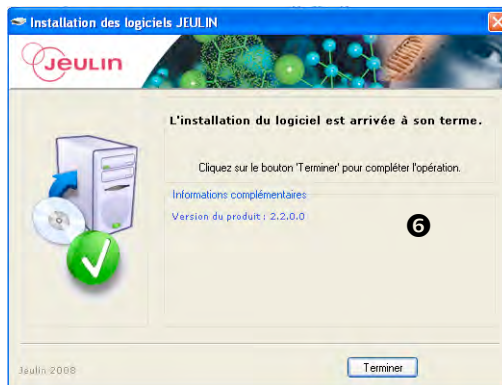 Installation des logiciels JEULIN
JEULIN
L'installation du logiciel est arrivée à son terme.
Cliquez sur le bouton 'Terminer' pour compléter l'opération.
Informations complémentaires
Version du produit : 2.2.0.0
6
Jeulin 2008
Terminer